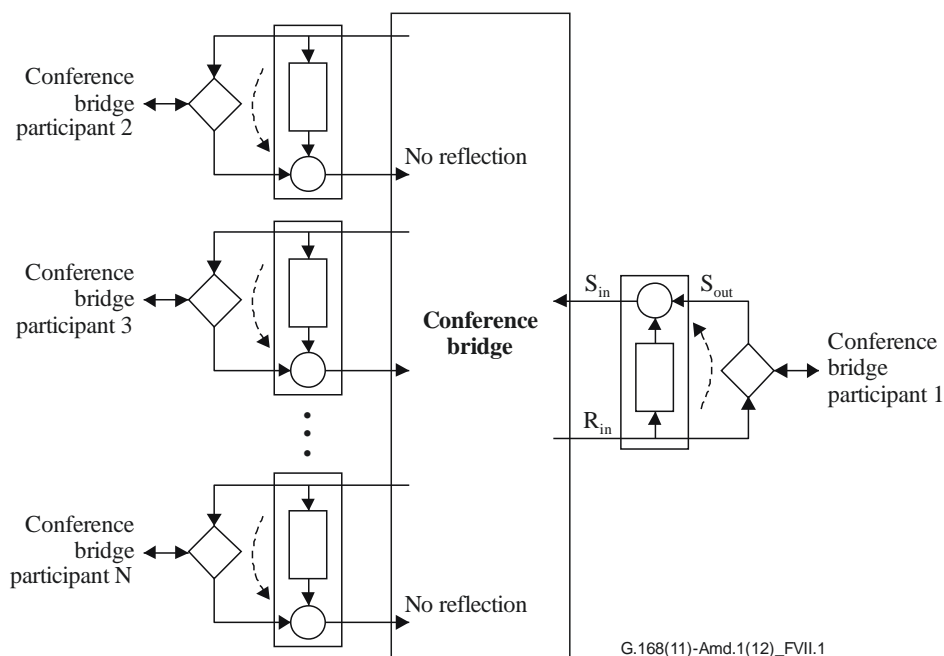 Conference
bridge
participant 2
No reflection
Conference
bridge
participant 3
Conference
bridge
S_in
S_out
R_in
Conference
bridge
participant 1
Conference
bridge
participant N
No reflection
G.168(11)-Amd.1(12)_FVII.1